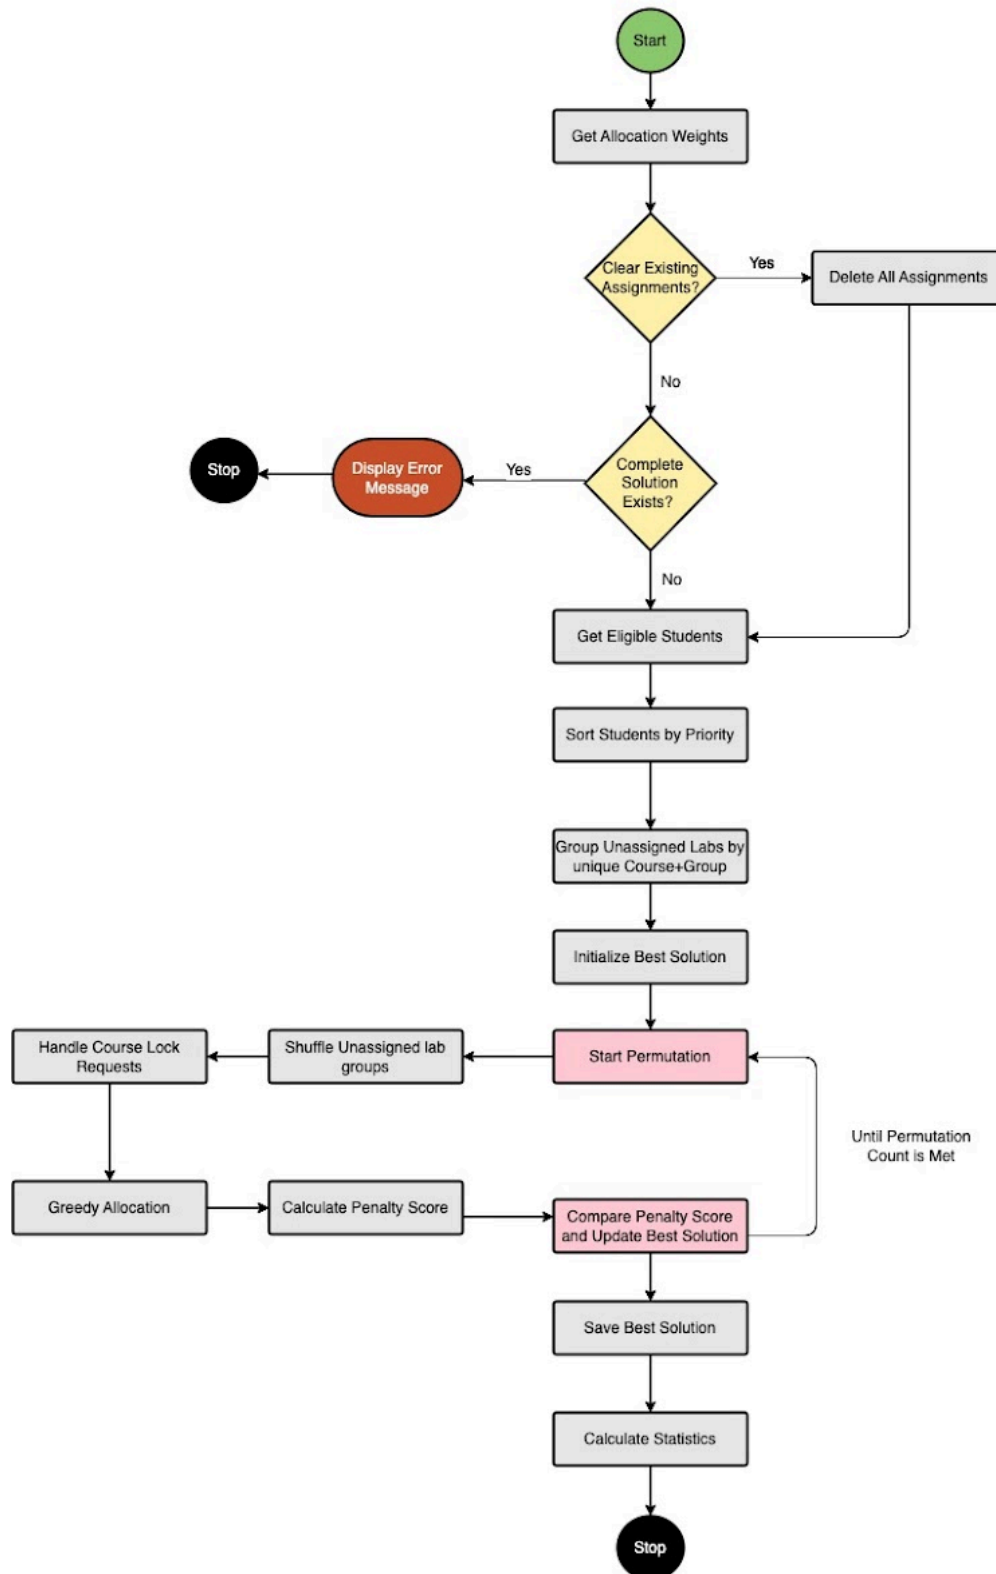 Start
Get Allocation Weights
Clear Existing
Assignments?
Yes
Delete All Assignments
No
Complete
Solution
Exists?
Yes
Display Error
Message
Stop
No
Get Eligible Students
Sort Students by Priority
Group Unassigned Labs by
unique Course+Group
Initialize Best Solution
Start Permutation
Shuffle Unassigned lab
groups
Handle Course Lock
Requests
Greedy Allocation
Calculate Penalty Score
Compare Penalty Score
and Update Best Solution
Until Permutation
Count is Met
Save Best Solution
Calculate Statistics
Stop